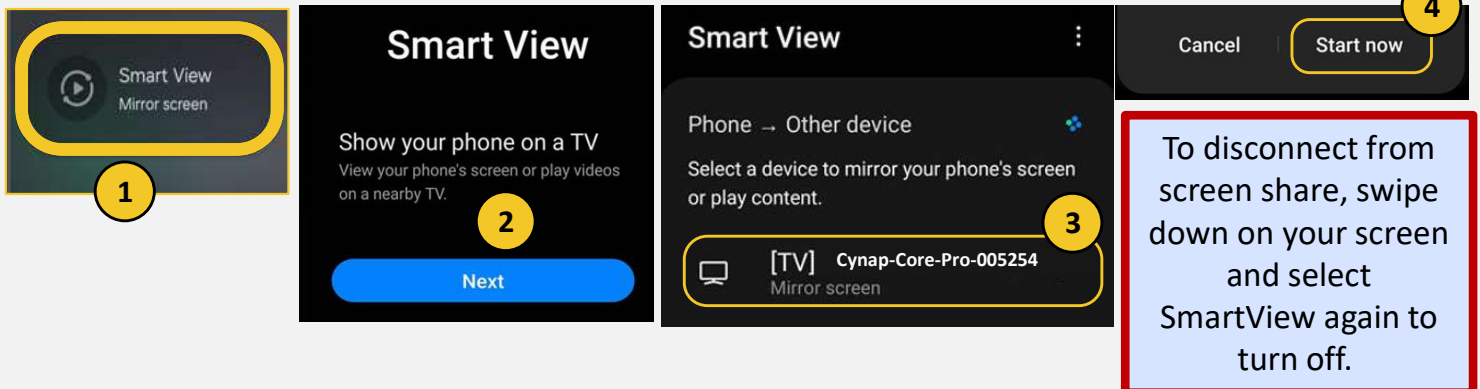 Smart View
Mirror screen
1
Smart View
Show your phone on a TV
View your phone's screen or play videos
on a nearby TV.
2
Next
Smart View
Phone → Other device
Select a device to mirror your phone's screen
or play content.
3
[TV] Cynap-Core-Pro-005254
Mirror screen
4
Cancel
Start now
To disconnect from
screen share, swipe
down on your screen
and select
SmartView again to
turn off.